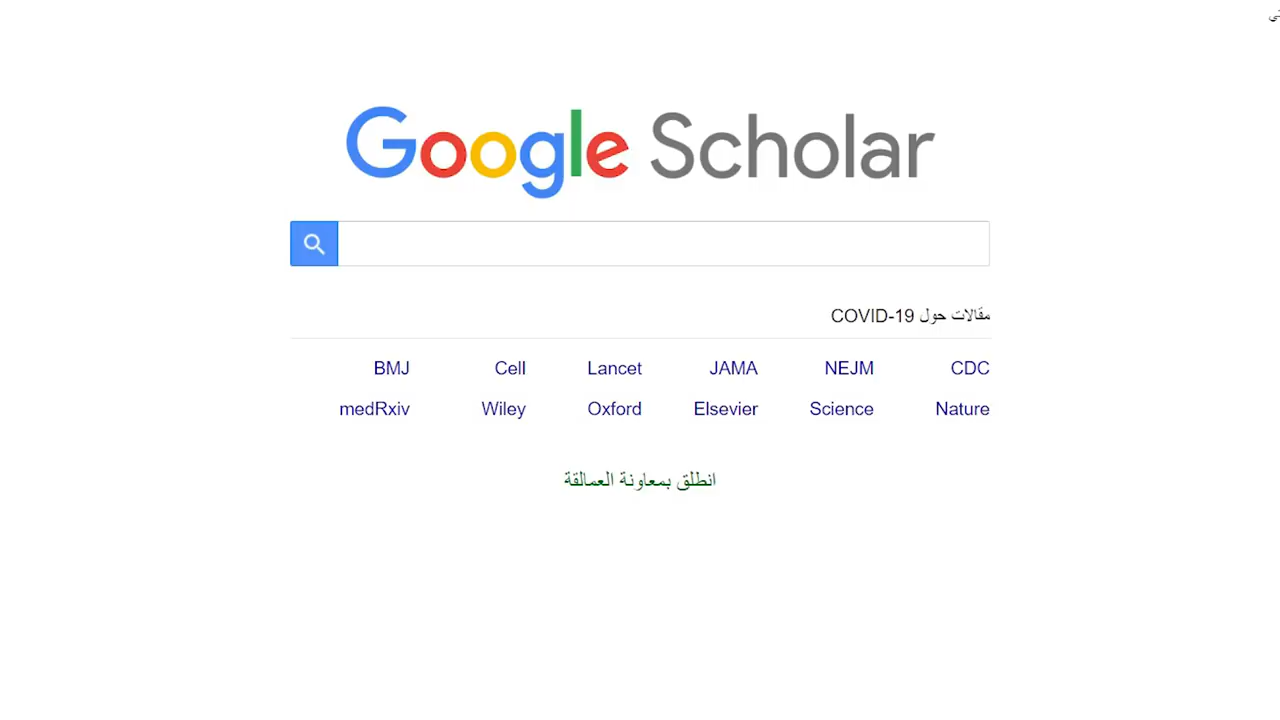 Google Scholar
مقالات حول COVID-19
CDC NEJM JAMA Lancet Cell BMJ
Nature Science Elsevier Oxford Wiley medRxiv
انطلق بمعاونة العمالقة